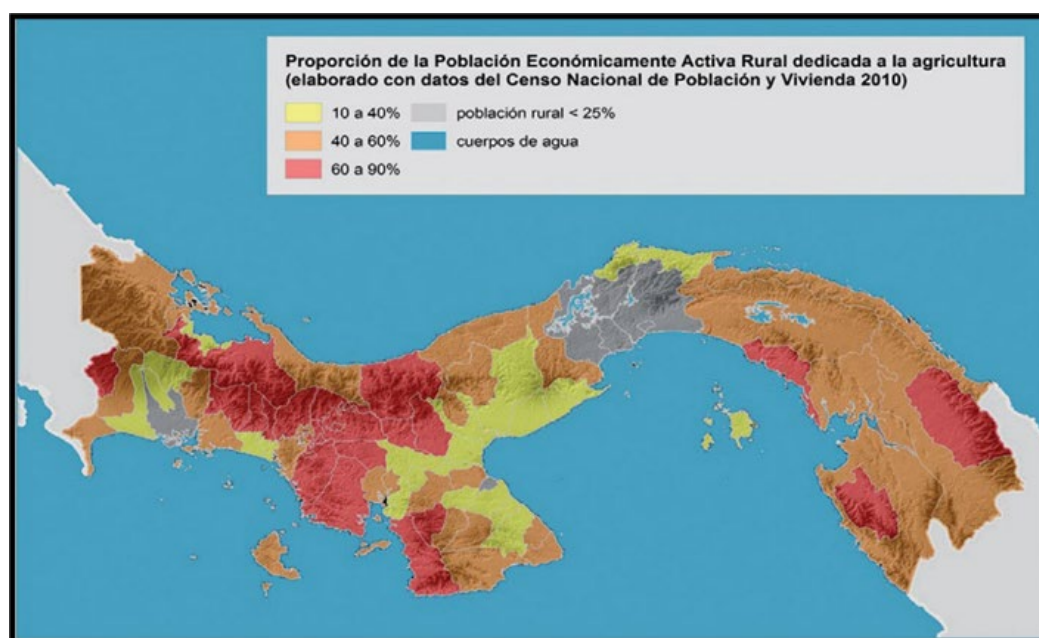 Proporción de la Población Económicamente Activa Rural dedicada a la agricultura
(elaborado con datos del Censo Nacional de Población y Vivienda 2010)
10 a 40%
población rural < 25%
40 a 60%
cuerpos de agua
60 a 90%